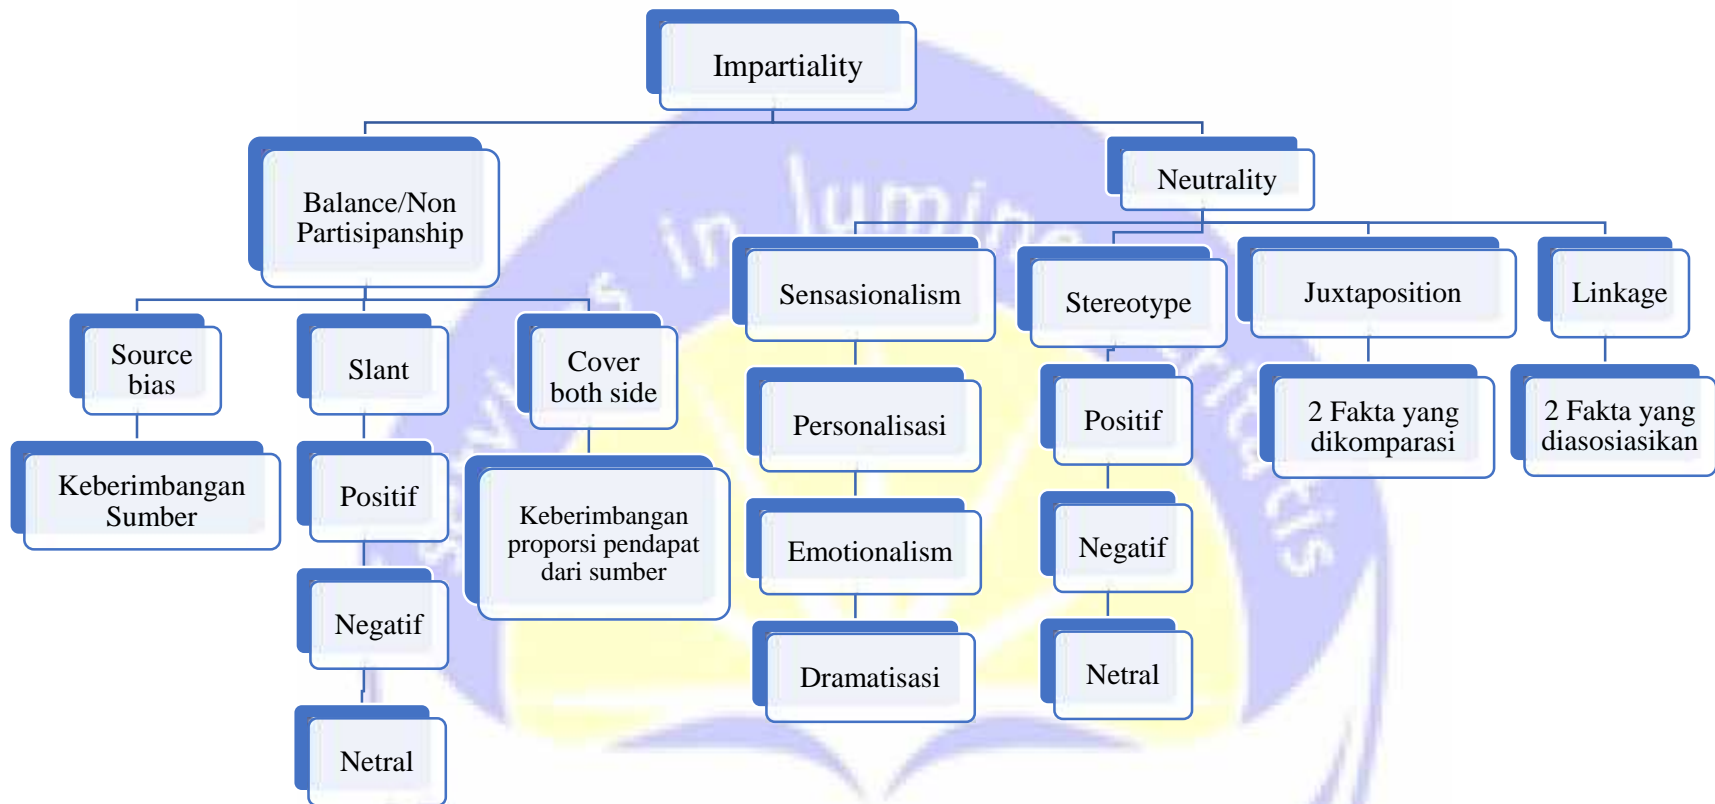 Impartiality
Balance/Non
Partisipanship
Neutrality
Source
bias
Slant
Cover
both side
Sensasionalism
Stereotype
Juxtaposition
Linkage
Keberimbangan
Sumber
Positif
Keberimbangan
proporsi pendapat
dari sumber
Personalisasi
Positif
2 Fakta yang
dikomparasi
2 Fakta yang
diasosiasikan
Negatif
Emotionalism
Negatif
Netral
Dramatisasi
Netral
in lumine